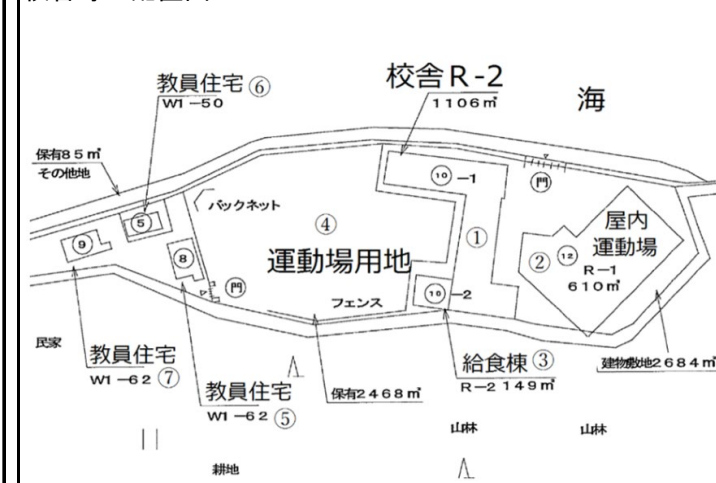 教員住宅 ⑥
W1-50
校舎R-2
1106㎡
海
保有85㎡
その他地
バックネット
⑤
⑨
⑧
④
運動場用地
門
フェンス
⑩-1
①
⑩-2
門
屋内
運動場
② ⑫
R-1
610㎡
民家
教員住宅
W1-62 ⑦
教員住宅
W1-62 ⑤
保有2468㎡
給食棟 ③
R-2 149㎡
建物敷地2684㎡
山林
山林
耕地